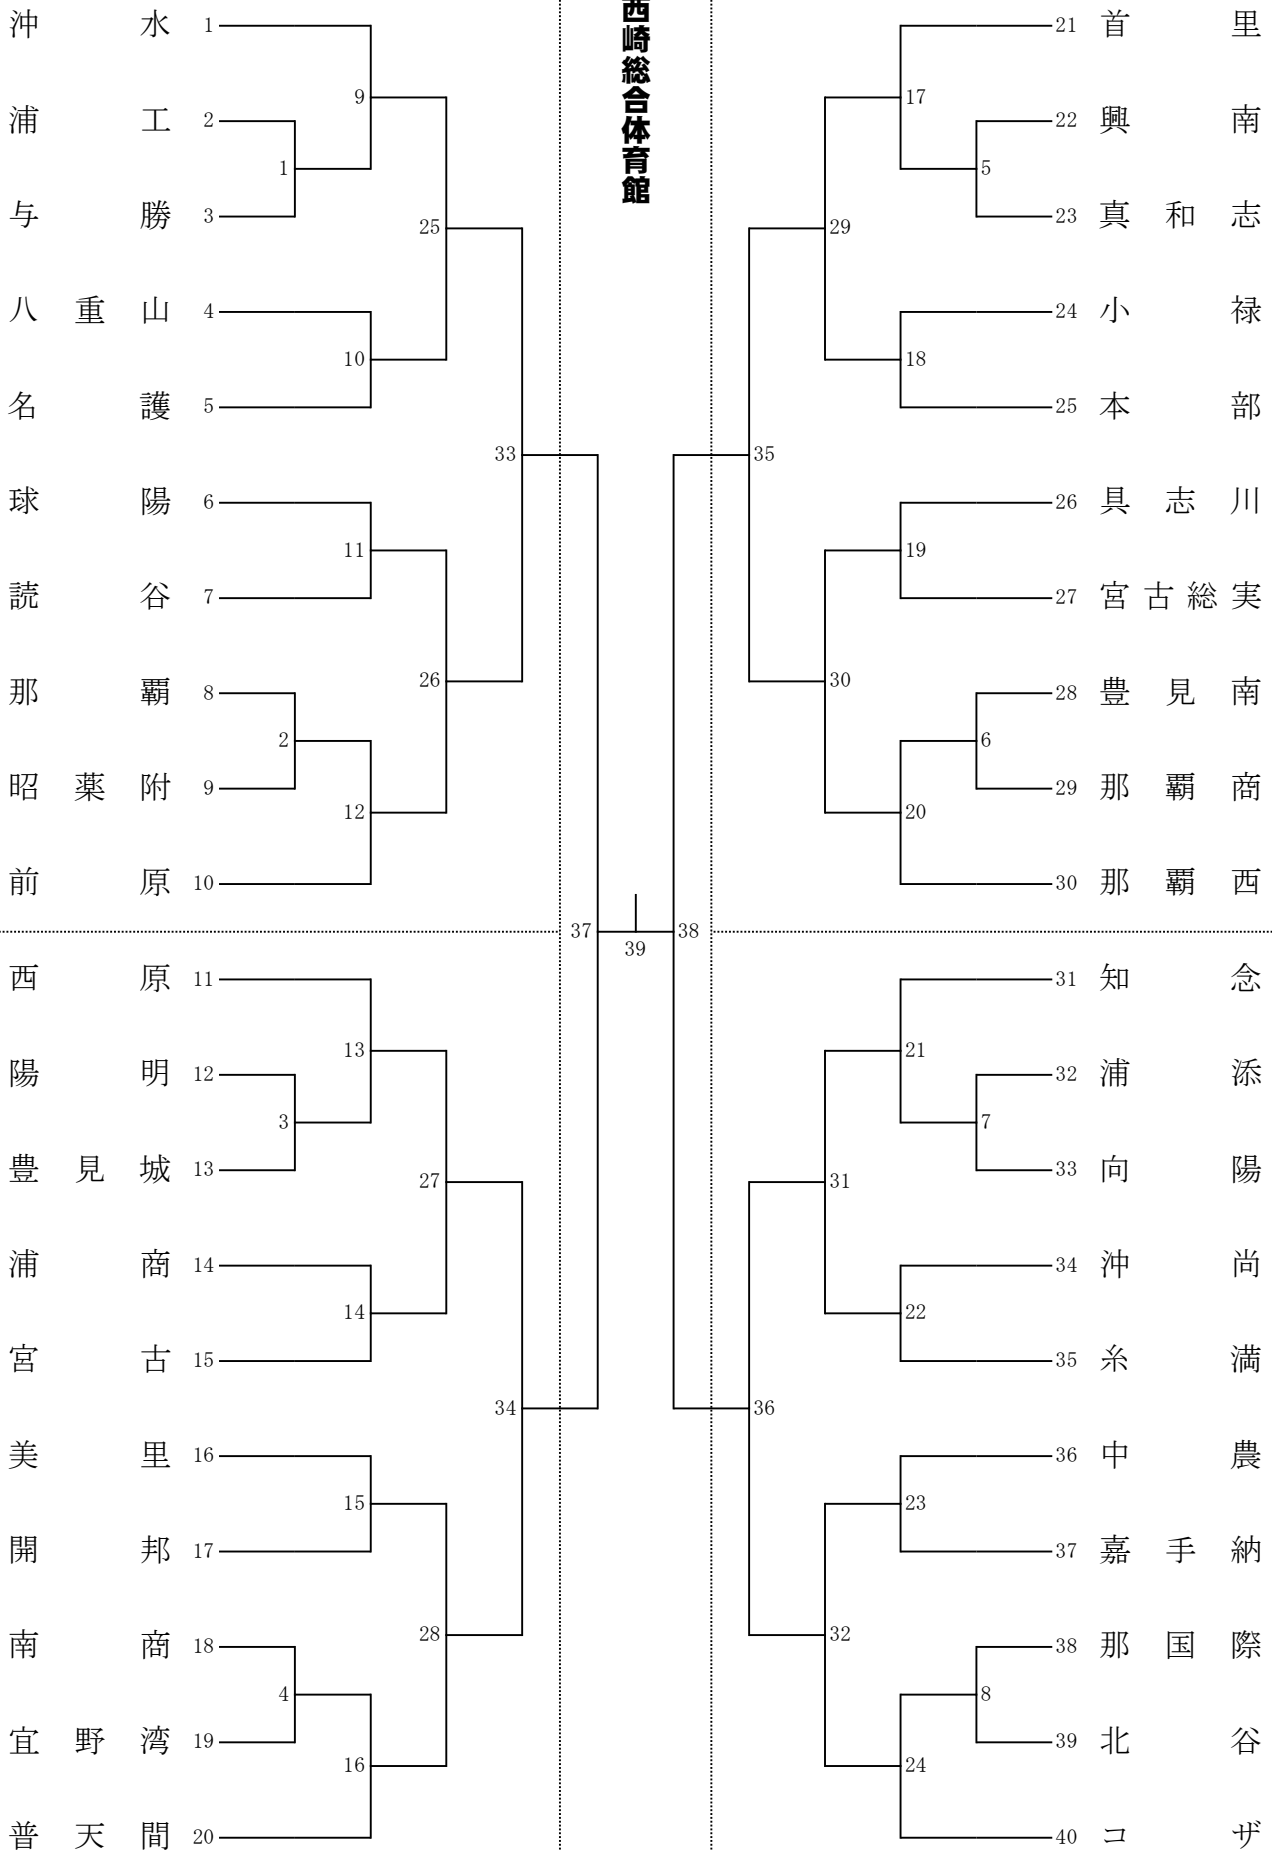 西崎総合体育館
沖水 1
浦工 2
与勝 3
八重山 4
名護 5
球陽 6
読谷 7
那覇 8
昭薬附 9
前原 10
西原 11
陽明 12
豊見城 13
浦商 14
宮古 15
美里 16
開邦 17
南商 18
宜野湾 19
普天間 20
1
2
3
4
9
10
11
12
13
14
15
16
25
26
27
28
33
34
37
39
38
35
36
29
30
31
32
17
18
19
20
21
22
23
24
5
6
7
8
21 首里
22 興南
23 真和志
24 小禄
25 本部
26 具志川
27 宮古総実
28 豊見南
29 那覇商
30 那覇西
31 知念
32 浦添
33 向陽
34 沖尚
35 糸満
36 中農
37 嘉手納
38 那国際
39 北谷
40 コザ